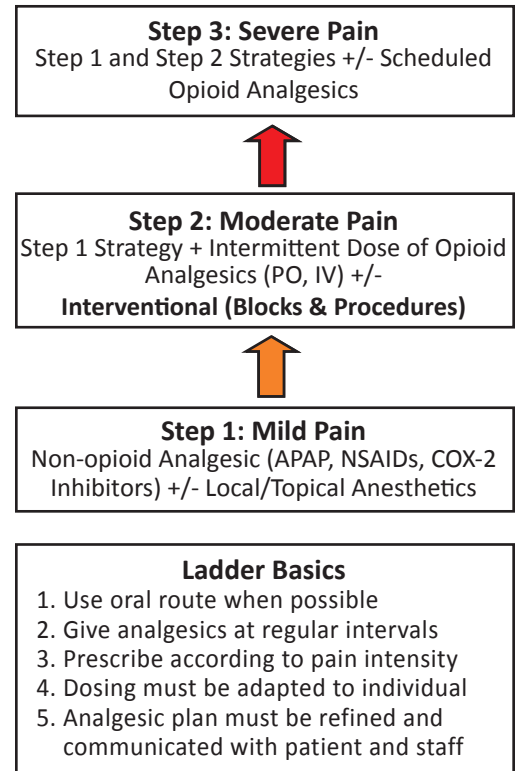 Step 3: Severe Pain
Step 1 and Step 2 Strategies +/- Scheduled
Opioid Analgesics
Step 2: Moderate Pain
Step 1 Strategy + Intermittent Dose of Opioid
Analgesics (PO, IV) +/-
Interventional (Blocks & Procedures)
Step 1: Mild Pain
Non-opioid Analgesic (APAP, NSAIDs, COX-2
Inhibitors) +/- Local/Topical Anesthetics
Ladder Basics
1. Use oral route when possible
2. Give analgesics at regular intervals
3. Prescribe according to pain intensity
4. Dosing must be adapted to individual
5. Analgesic plan must be refined and
communicated with patient and staff